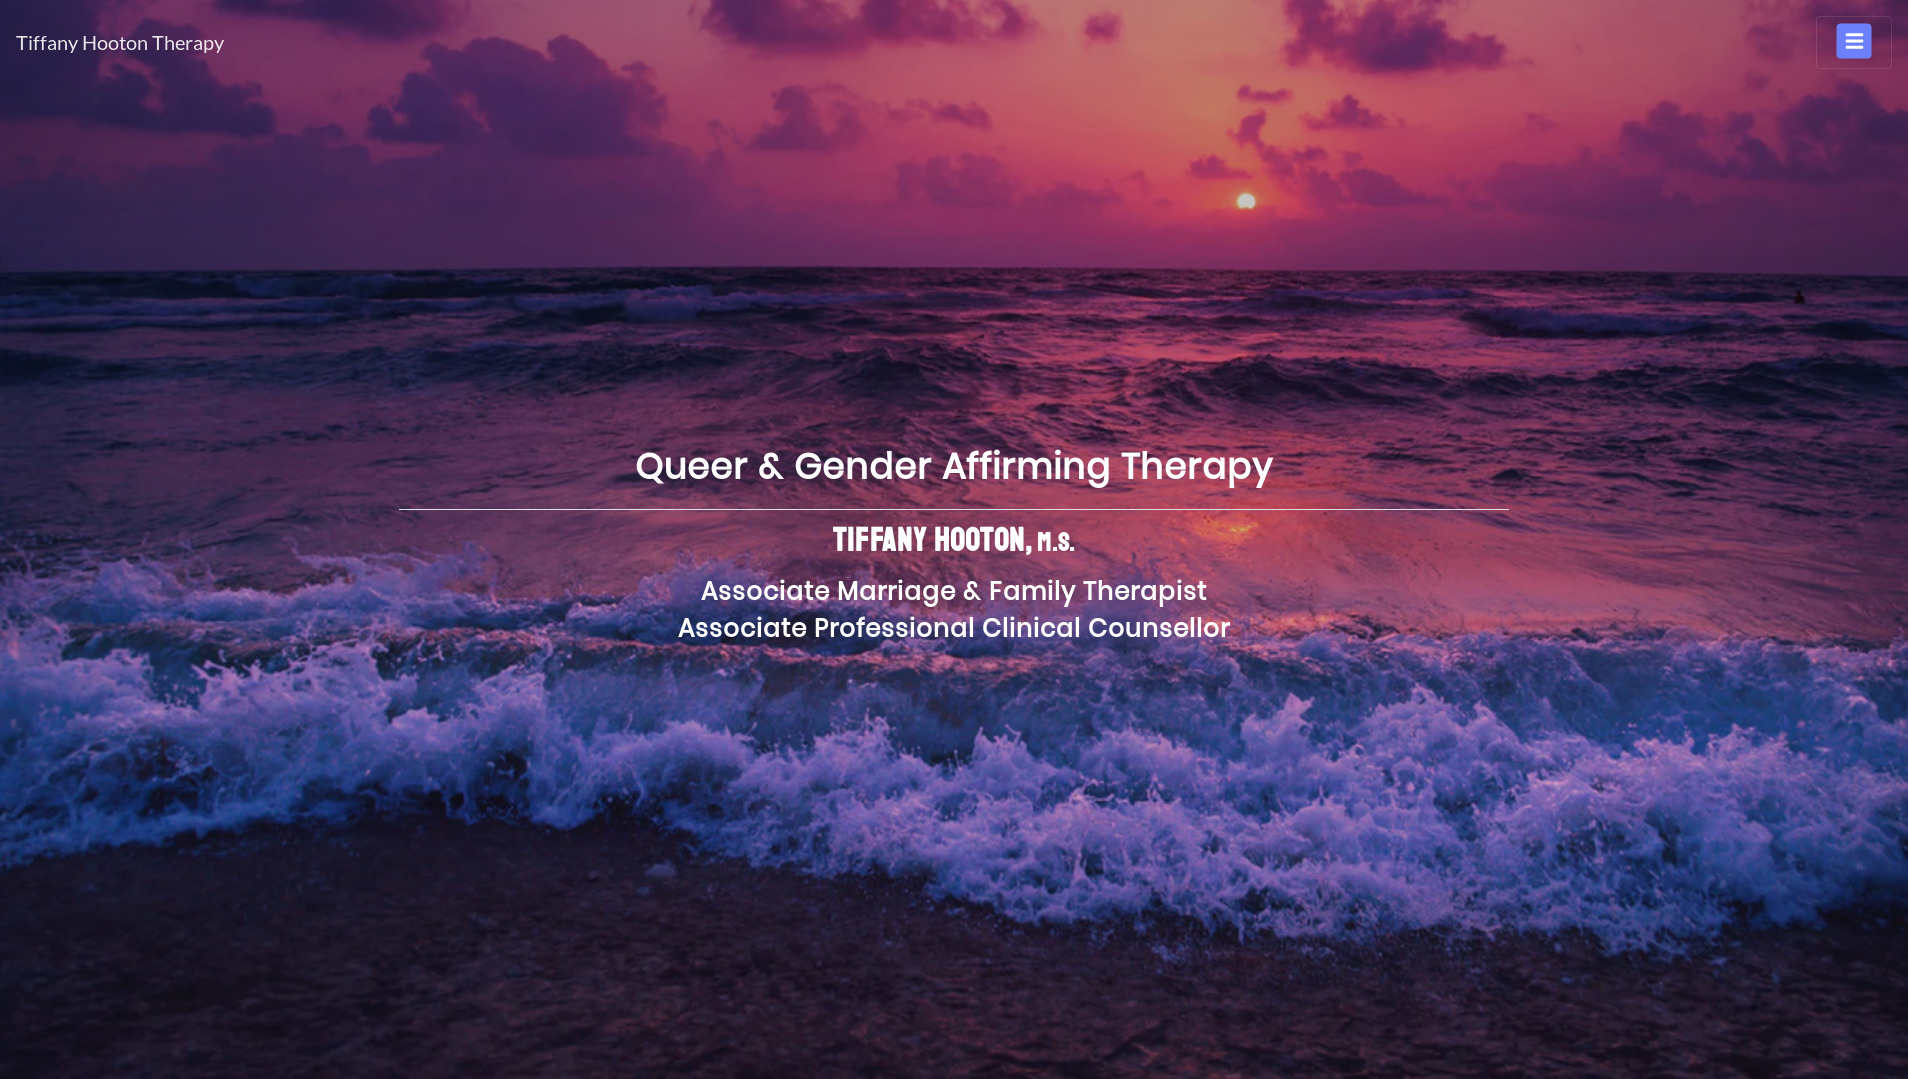 Tiffany Hooton Therapy
Queer & Gender Affirming Therapy
TIFFANY HOOTON, M.S.
Associate Marriage & Family Therapist
Associate Professional Clinical Counsellor